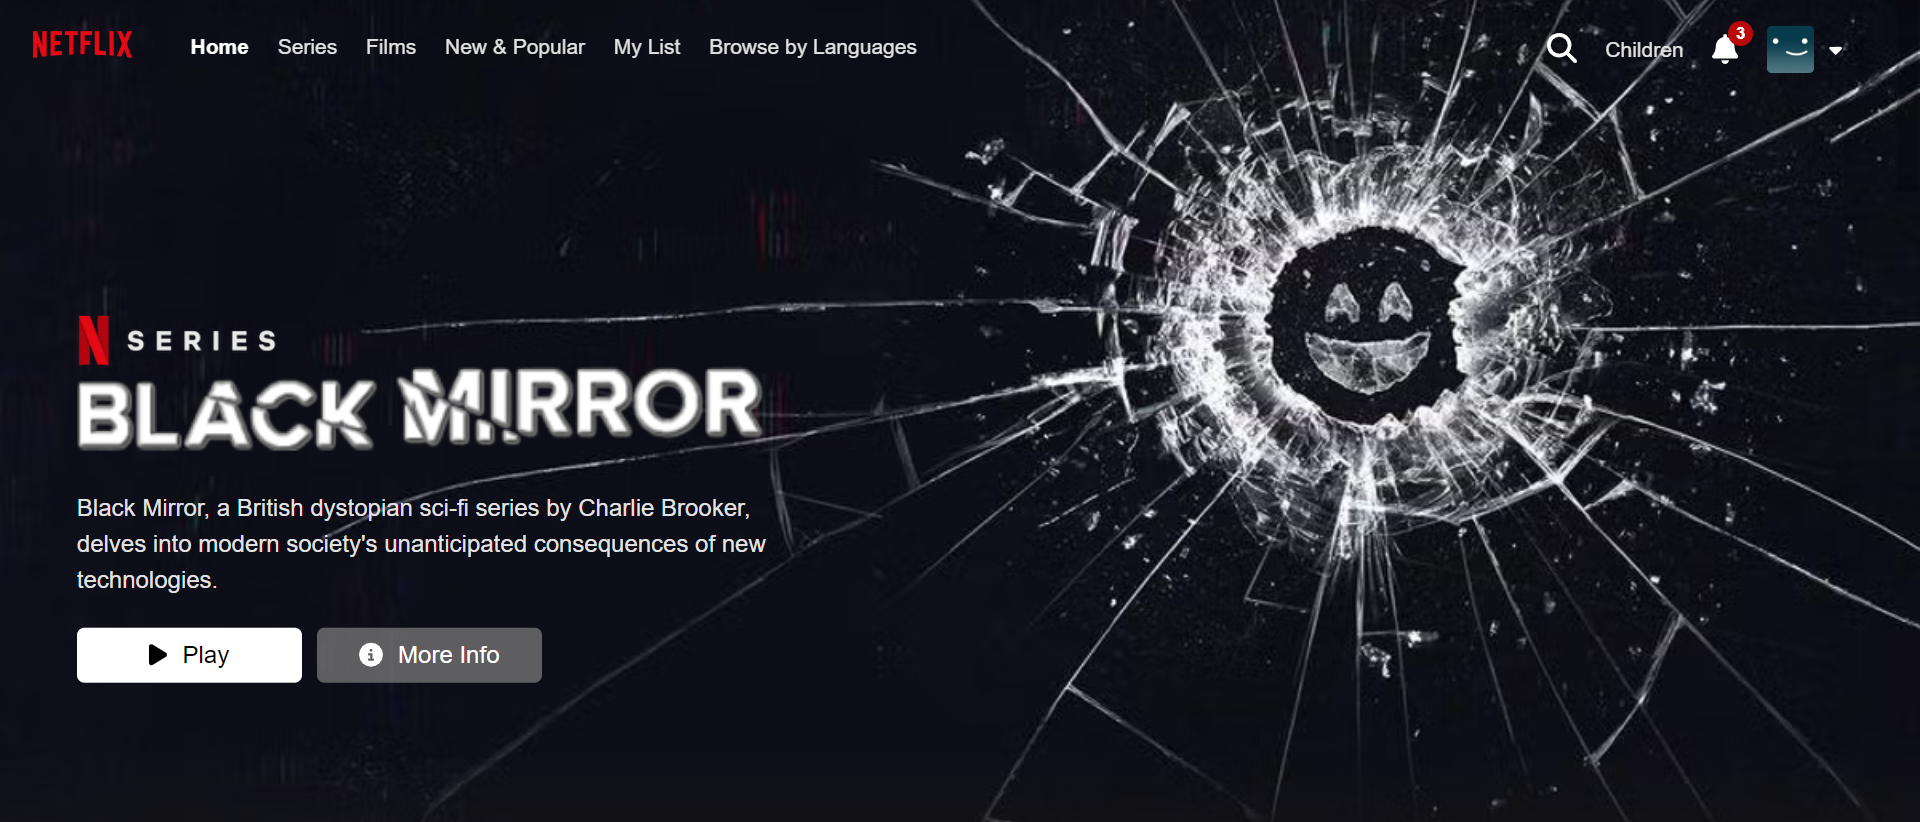 NETFLIX
Home Series Films New & Popular My List Browse by Languages
Children
3
N SERIES
BLACK MIRROR
Black Mirror, a British dystopian sci-fi series by Charlie Brooker,
delves into modern society's unanticipated consequences of new
technologies.
Play
More Info